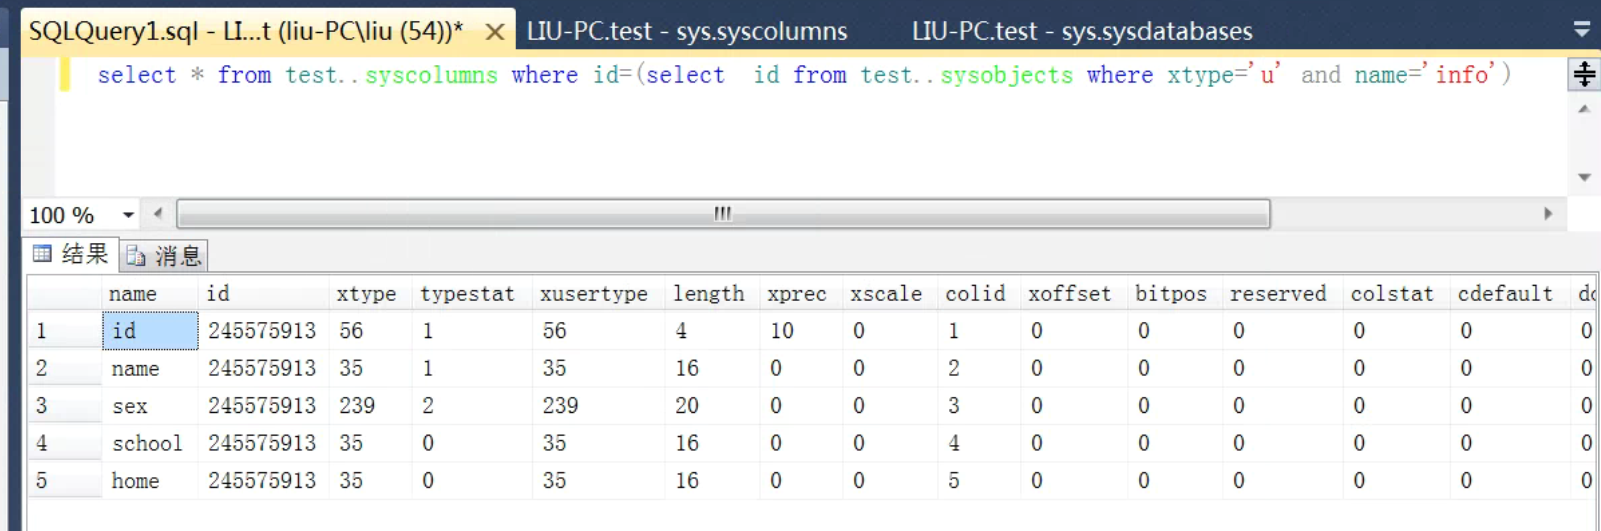 SQLQuery1.sql - LI...t (liu-PC\liu (54))* LIU-PC.test - sys.syscolumns LIU-PC.test - sys.sysdatabases
select * from test..syscolumns where id=(select  id from test..sysobjects where xtype='u' and name='info')
100 %
结果 消息
name id xtype typestat xusertype length xprec xscale colid xoffset bitpos reserved colstat cdefault
1 id 245575913 56 1 56 4 10 0 1 0 0 0 0 0 0
2 name 245575913 35 1 35 16 0 0 2 0 0 0 0 0 0
3 sex 245575913 239 2 239 20 0 0 3 0 0 0 0 0 0
4 school 245575913 35 0 35 16 0 0 4 0 0 0 0 0 0
5 home 245575913 35 0 35 16 0 0 5 0 0 0 0 0 0